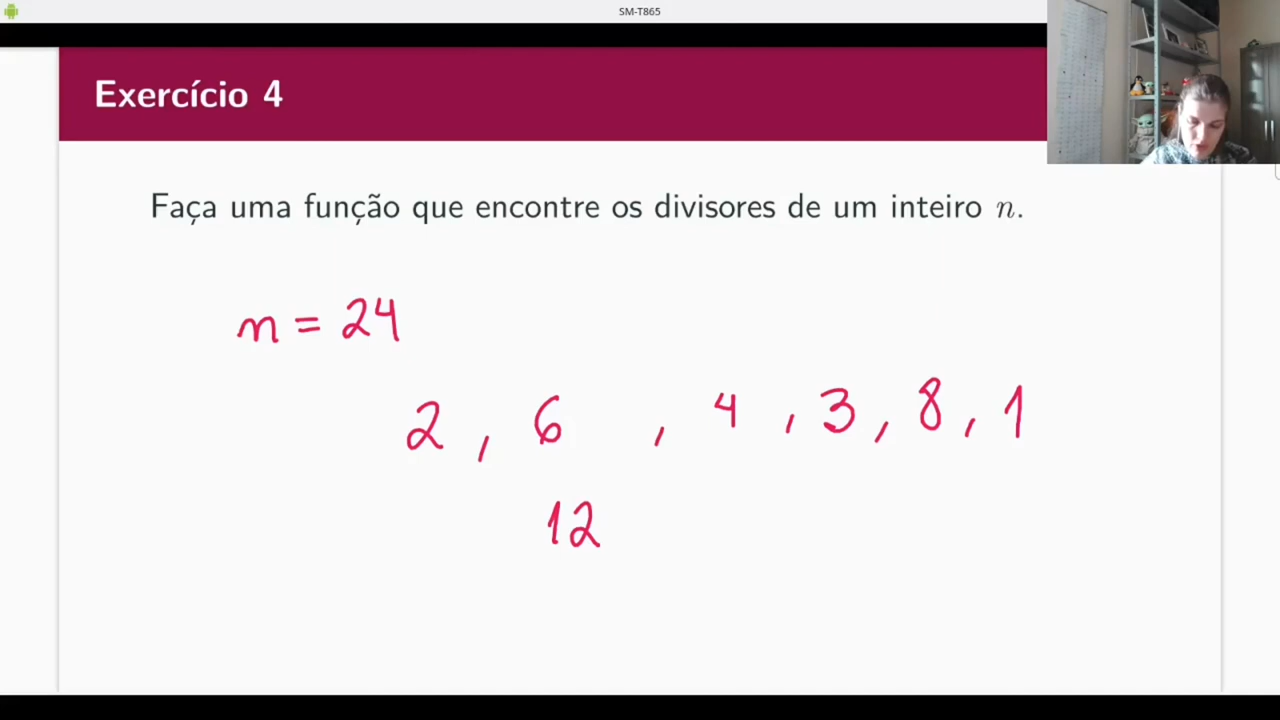 SM-T865
Exercício 4
Faça uma função que encontre os divisores de um inteiro n.
n = 24
2 , 6 , 4 , 3 , 8 , 1
12